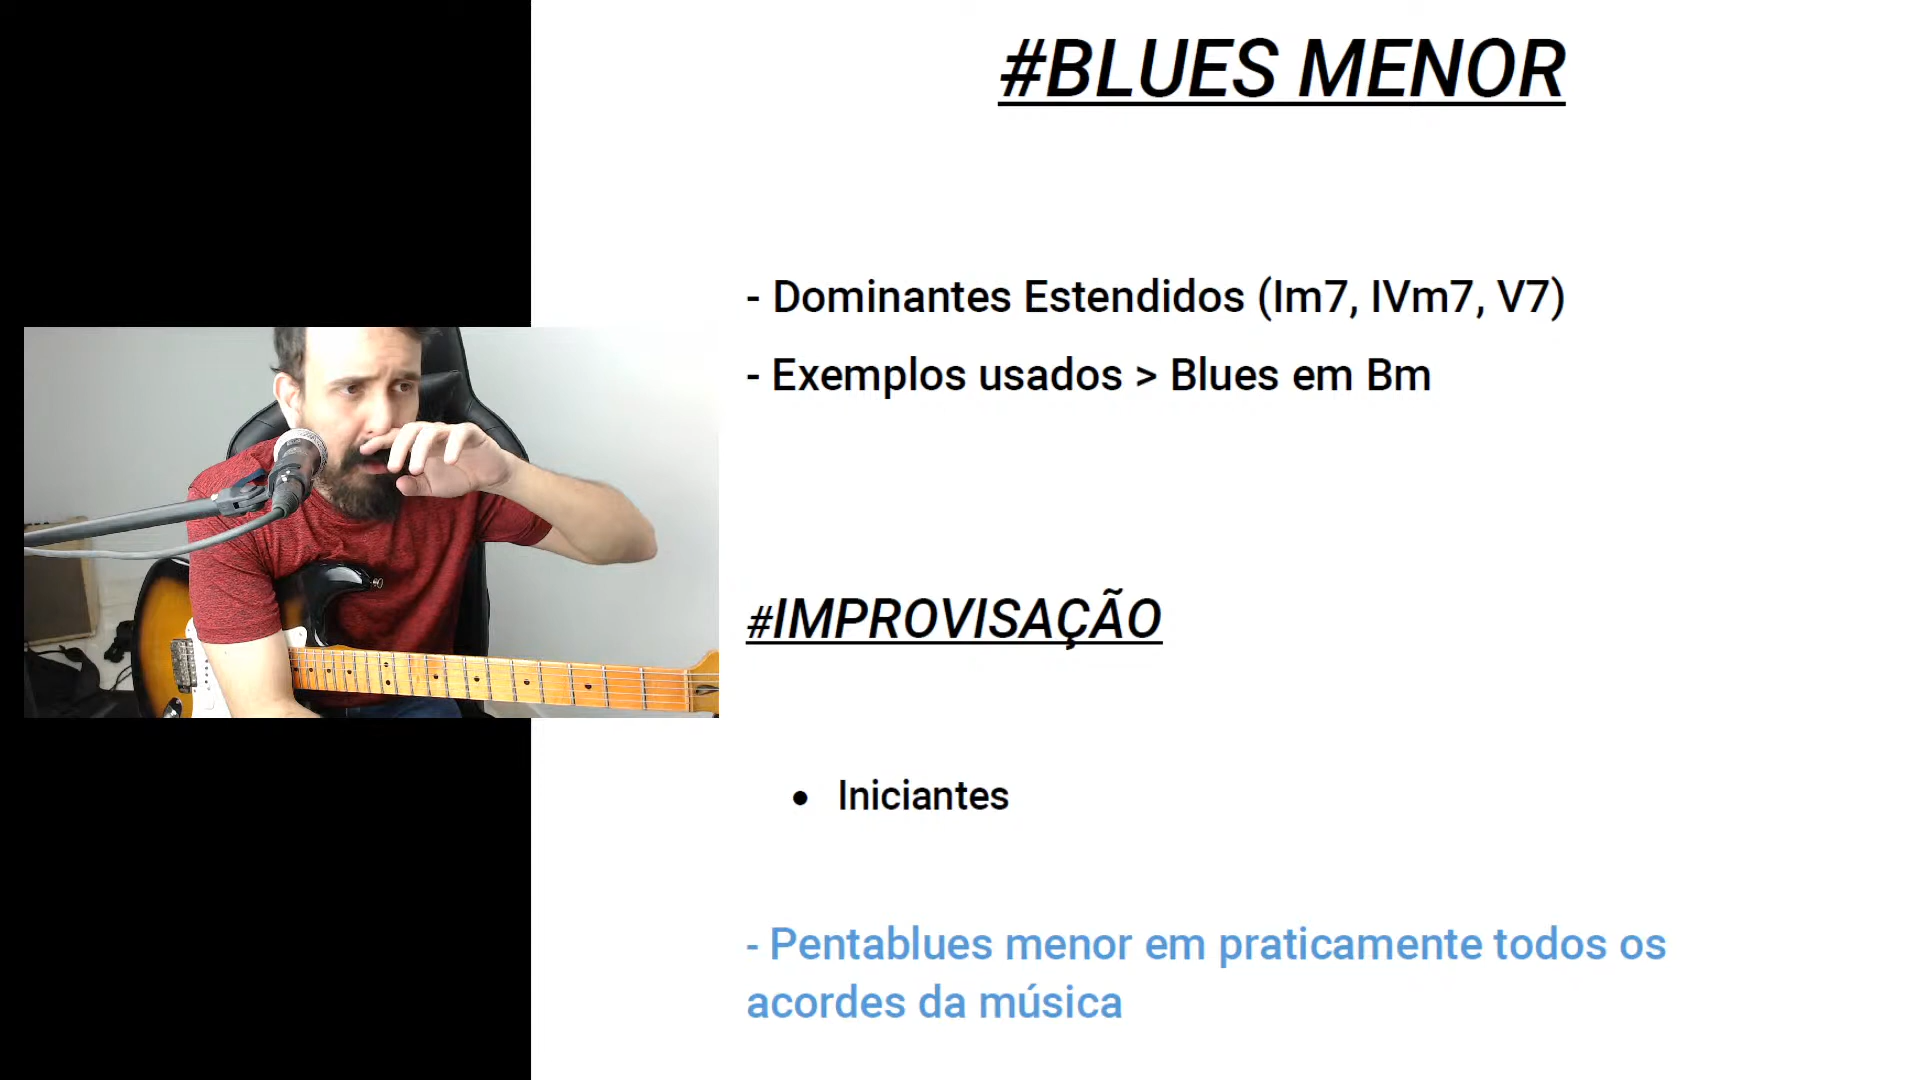 #BLUES MENOR
- Dominantes Estendidos (Im7, IVm7, V7)
- Exemplos usados > Blues em Bm
#IMPROVISAÇÃO
• Iniciantes
- Pentablues menor em praticamente todos os
acordes da música